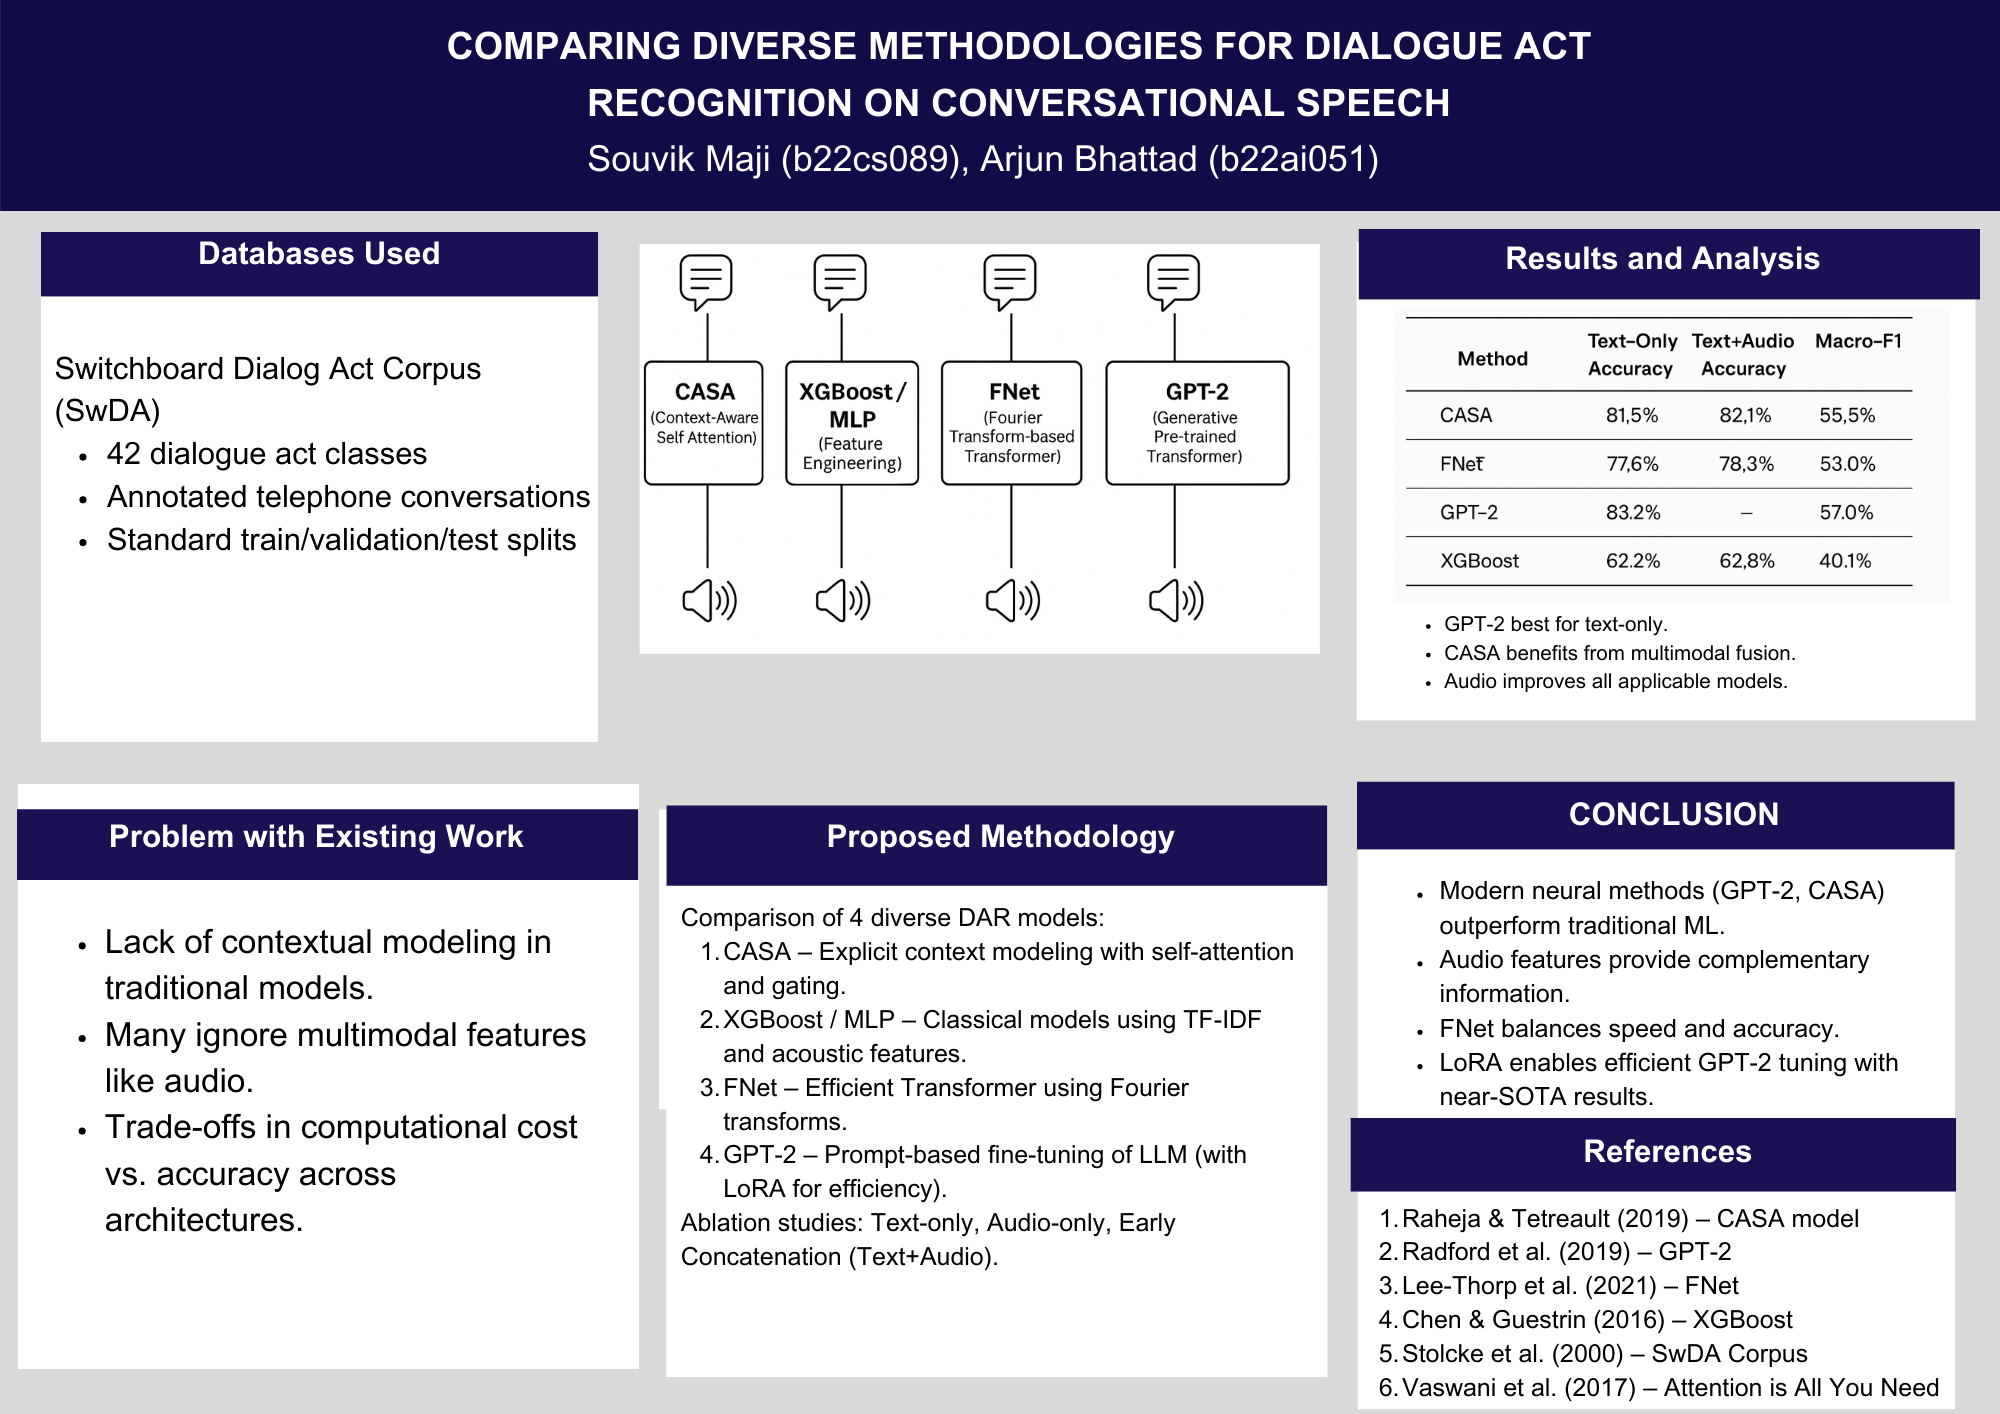 COMPARING DIVERSE METHODOLOGIES FOR DIALOGUE ACT
RECOGNITION ON CONVERSATIONAL SPEECH
Souvik Maji (b22cs089), Arjun Bhattad (b22ai051)
Databases Used
Switchboard Dialog Act Corpus
(SwDA)
• 42 dialogue act classes
• Annotated telephone conversations
• Standard train/validation/test splits
CASA
(Context-Aware
Self Attention)
XGBoost /
MLP
(Feature
Engineering)
FNet
(Fourier
Transform-based
Transformer)
GPT-2
(Generative
Pre-trained
Transformer)
Results and Analysis
Method Text–Only Accuracy Text+Audio Accuracy Macro–F1
CASA 81,5% 82,1% 55,5%
FNet 77,6% 78,3% 53.0%
GPT–2 83.2% – 57.0%
XGBoost 62.2% 62,8% 40.1%
• GPT-2 best for text-only.
• CASA benefits from multimodal fusion.
• Audio improves all applicable models.
Problem with Existing Work
• Lack of contextual modeling in
traditional models.
• Many ignore multimodal features
like audio.
• Trade-offs in computational cost
vs. accuracy across
architectures.
Proposed Methodology
Comparison of 4 diverse DAR models:
1. CASA – Explicit context modeling with self-attention
and gating.
2. XGBoost / MLP – Classical models using TF-IDF
and acoustic features.
3. FNet – Efficient Transformer using Fourier
transforms.
4. GPT-2 – Prompt-based fine-tuning of LLM (with
LoRA for efficiency).
Ablation studies: Text-only, Audio-only, Early
Concatenation (Text+Audio).
CONCLUSION
• Modern neural methods (GPT-2, CASA)
outperform traditional ML.
• Audio features provide complementary
information.
• FNet balances speed and accuracy.
• LoRA enables efficient GPT-2 tuning with
near-SOTA results.
References
1. Raheja & Tetreault (2019) – CASA model
2. Radford et al. (2019) – GPT-2
3. Lee-Thorp et al. (2021) – FNet
4. Chen & Guestrin (2016) – XGBoost
5. Stolcke et al. (2000) – SwDA Corpus
6. Vaswani et al. (2017) – Attention is All You Need